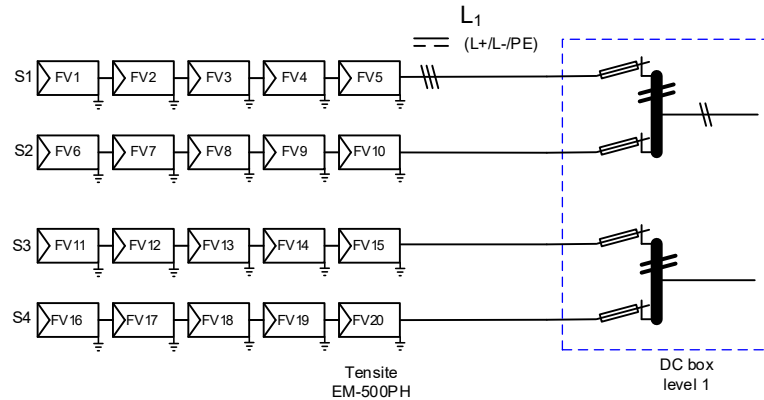 L1
(L+/L-/PE)
S1 FV1 FV2 FV3 FV4 FV5
S2 FV6 FV7 FV8 FV9 FV10
S3 FV11 FV12 FV13 FV14 FV15
S4 FV16 FV17 FV18 FV19 FV20
Tensite
EM-500PH
DC box
level 1